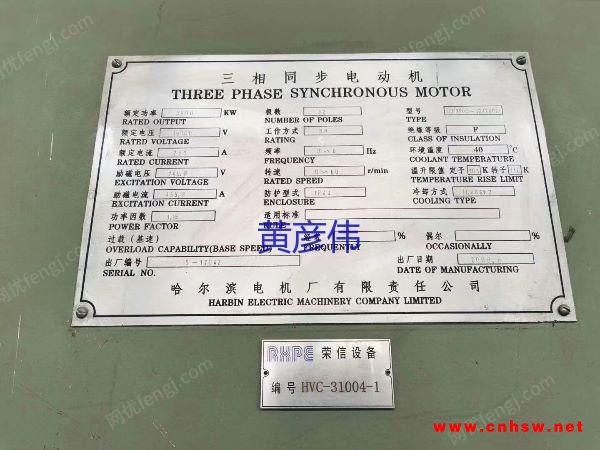 三相同步电动机
THREE PHASE SYNCHRONOUS MOTOR
额定功率 KW 极数 型号
RATED OUTPUT NUMBER OF POLES TYPE
额定电压 V 工作方式 绝缘等级 F
RATED VOLTAGE RATING CLASS OF INSULATION
额定电流 A 频率 Hz 环境温度 40 ℃
RATED CURRENT FREQUENCY COOLANT TEMPERATURE
励磁电压 V 转速 r/min 温升限值 定子 K 转子 K
EXCITATION VOLTAGE RATED SPEED TEMPERATURE RISE LIMIT
励磁电流 A 防护型式 IP44 冷却方式
EXCITATION CURRENT ENCLOSURE COOLING TYPE
功率因数 适用标准
POWER FACTOR
过载(基速) % 偶尔 %
OVERLOAD CAPABILITY(BASE SPEED) FREQUENTLY OCCASIONALLY
出厂编号 出厂日期
SERIAL NO. DATE OF MANUFACTURING
哈尔滨电机厂有限责任公司
HARBIN ELECTRIC MACHINERY COMPANY LIMITED
黄彦伟
RXPE 荣信设备
编号 HVC-31004-1
www.cnhsw.net